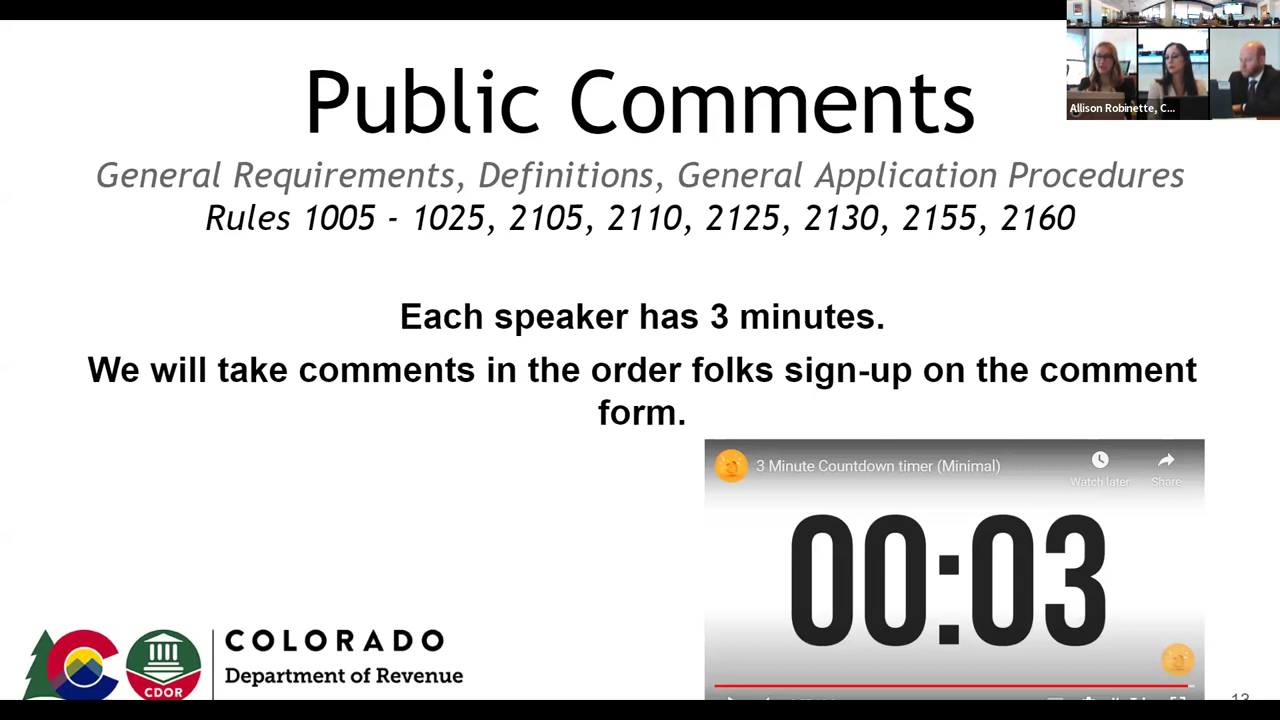 Public Comments
General Requirements, Definitions, General Application Procedures
Rules 1005 - 1025, 2105, 2110, 2125, 2130, 2155, 2160
Each speaker has 3 minutes.
We will take comments in the order folks sign-up on the comment
form.
Allison Robinette, C...
3 Minute Countdown timer (Minimal)
Watch later
Share
00:03
COLORADO
Department of Revenue
CDOR